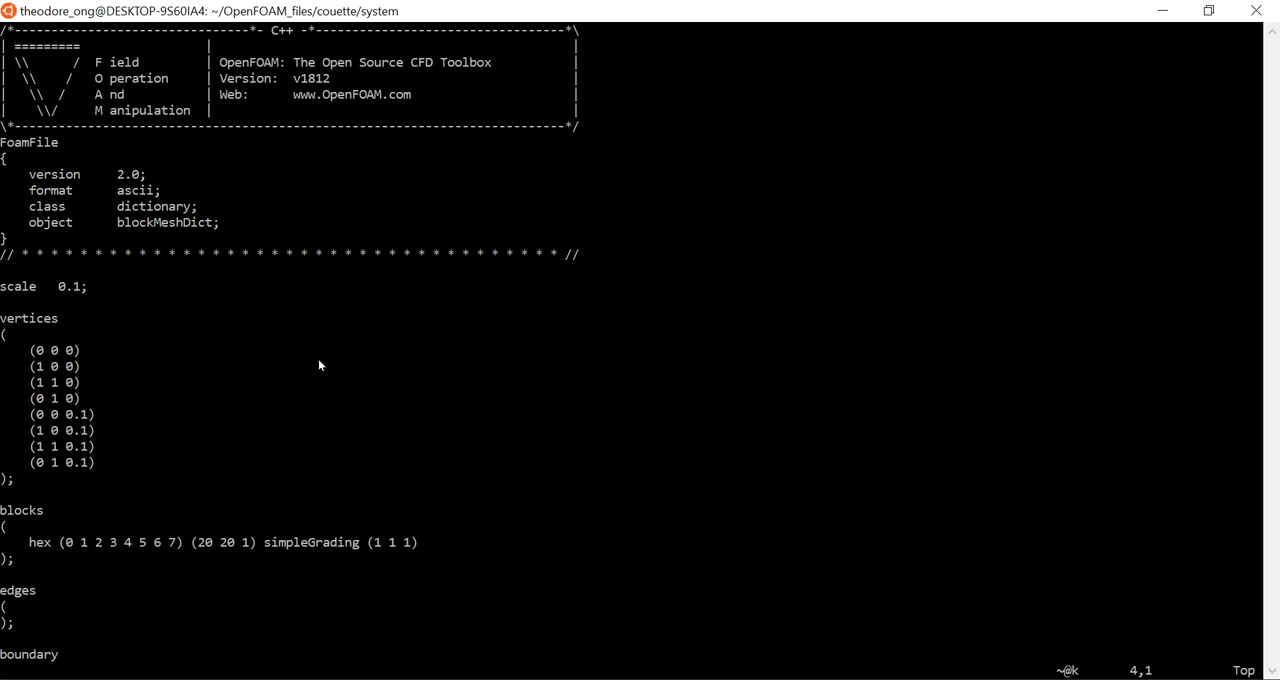 theodore_ong@DESKTOP-9S60IA4: ~/OpenFOAM_files/couette/system
/*--------------------------------*- C++ -*----------------------------------*\
| =========                 |                                                 |
| \\      /  F ield         | OpenFOAM: The Open Source CFD Toolbox           |
|  \\    /   O peration     | Version:  v1812                                 |
|   \\  /    A nd           | Web:      www.OpenFOAM.com                      |
|    \\/     M anipulation  |                                                 |
\*---------------------------------------------------------------------------*/
FoamFile
{
    version     2.0;
    format      ascii;
    class       dictionary;
    object      blockMeshDict;
}
// * * * * * * * * * * * * * * * * * * * * * * * * * * * * * * * * * * * * * //
scale   0.1;
vertices
(
    (0 0 0)
    (1 0 0)
    (1 1 0)
    (0 1 0)
    (0 0 0.1)
    (1 0 0.1)
    (1 1 0.1)
    (0 1 0.1)
);
blocks
(
    hex (0 1 2 3 4 5 6 7) (20 20 1) simpleGrading (1 1 1)
);
edges
(
);
boundary
~@k       4,1           Top